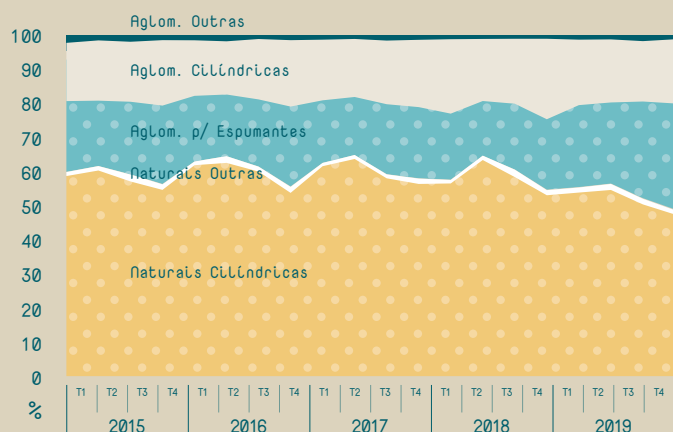 Aglom. Outras
100
90
Aglom. Cilíndricas
80
70
Aglom. p/ Espumantes
60
Naturais Outras
50
40
30
Naturais Cilíndricas
20
10
0
T1 T2 T3 T4 T1 T2 T3 T4 T1 T2 T3 T4 T1 T2 T3 T4 T1 T2 T3 T4
%
2015 2016 2017 2018 2019